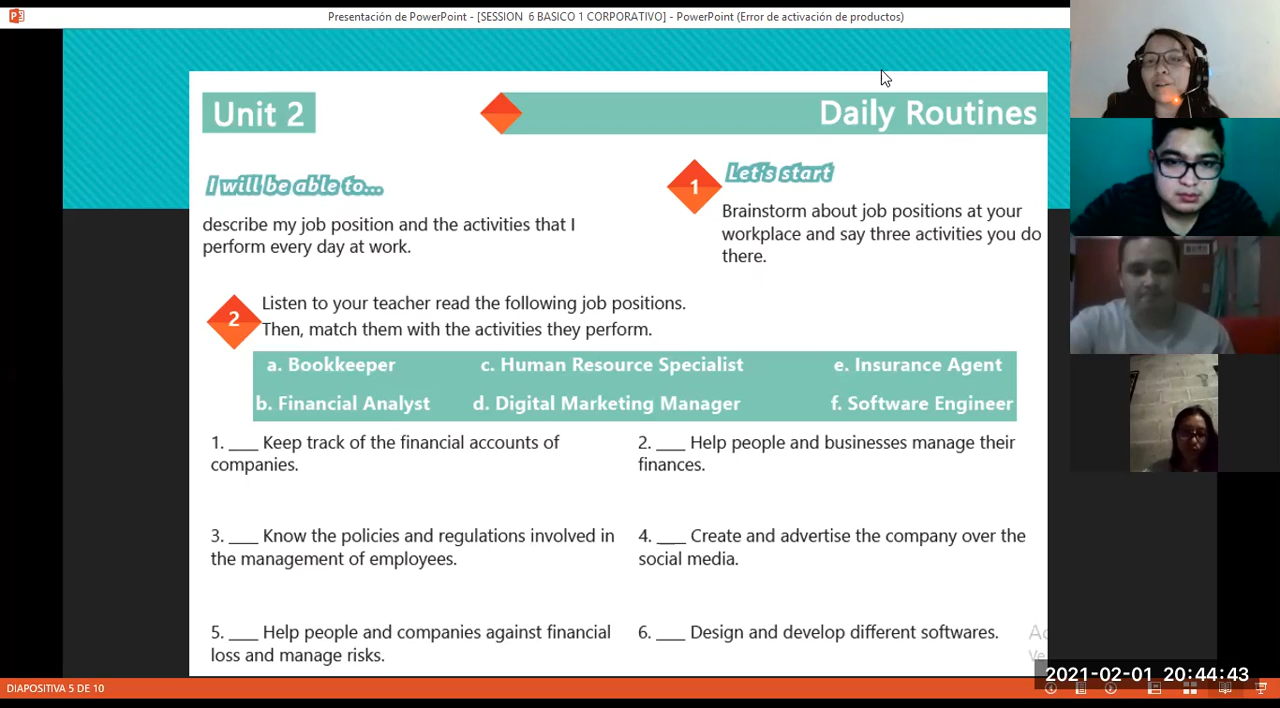 Presentación de PowerPoint - [SESSION 6 BASICO 1 CORPORATIVO] - PowerPoint (Error de activación de productos)
Unit 2
Daily Routines
I will be able to...
describe my job position and the activities that I
perform every day at work.
1
Let's start
Brainstorm about job positions at your
workplace and say three activities you do
there.
2
Listen to your teacher read the following job positions.
Then, match them with the activities they perform.
a. Bookkeeper
c. Human Resource Specialist
e. Insurance Agent
b. Financial Analyst
d. Digital Marketing Manager
f. Software Engineer
1. ___ Keep track of the financial accounts of
companies.
2. ___ Help people and businesses manage their
finances.
3. ___ Know the policies and regulations involved in
the management of employees.
4. ___ Create and advertise the company over the
social media.
5. ___ Help people and companies against financial
loss and manage risks.
6. ___ Design and develop different softwares.
2021-02-01 20:44:43
DIAPOSITIVA 5 DE 10